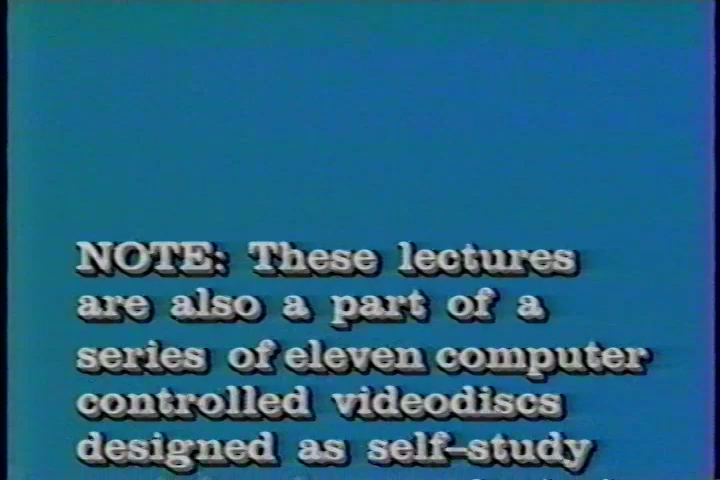 NOTE: These lectures
are also a part of a
series of eleven computer
controlled videodiscs
designed as self-study